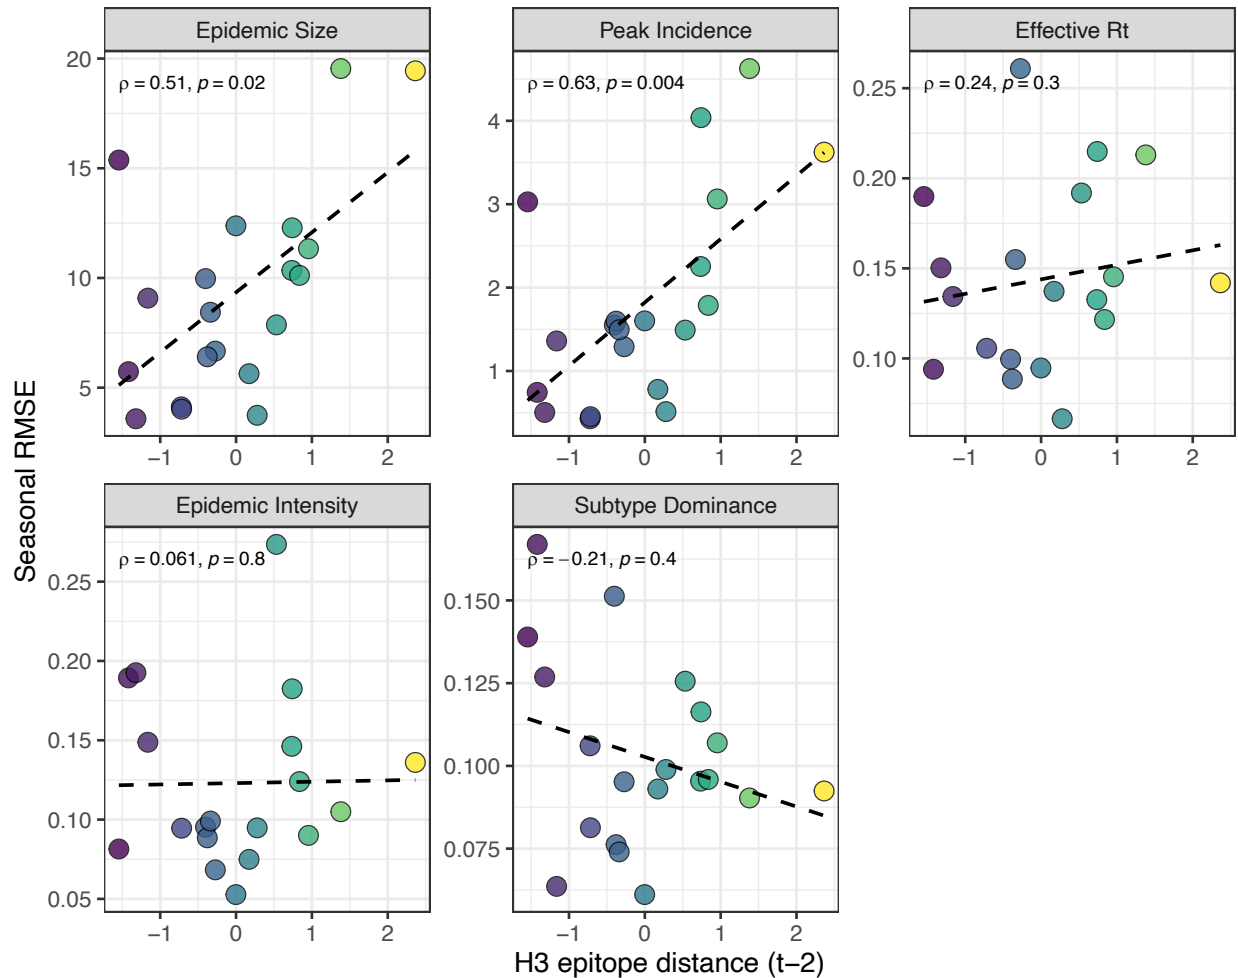 Epidemic Size
Peak Incidence
Effective Rt
ρ = 0.51, p = 0.02
ρ = 0.63, p = 0.004
ρ = 0.24, p = 0.3
20
15
10
5
4
3
2
1
0.25
0.20
0.15
0.10
−1 0 1 2
−1 0 1 2
−1 0 1 2
Seasonal RMSE
Epidemic Intensity
Subtype Dominance
ρ = 0.061, p = 0.8
ρ = −0.21, p = 0.4
0.25
0.20
0.15
0.10
0.05
0.150
0.125
0.100
0.075
−1 0 1 2
−1 0 1 2
H3 epitope distance (t−2)